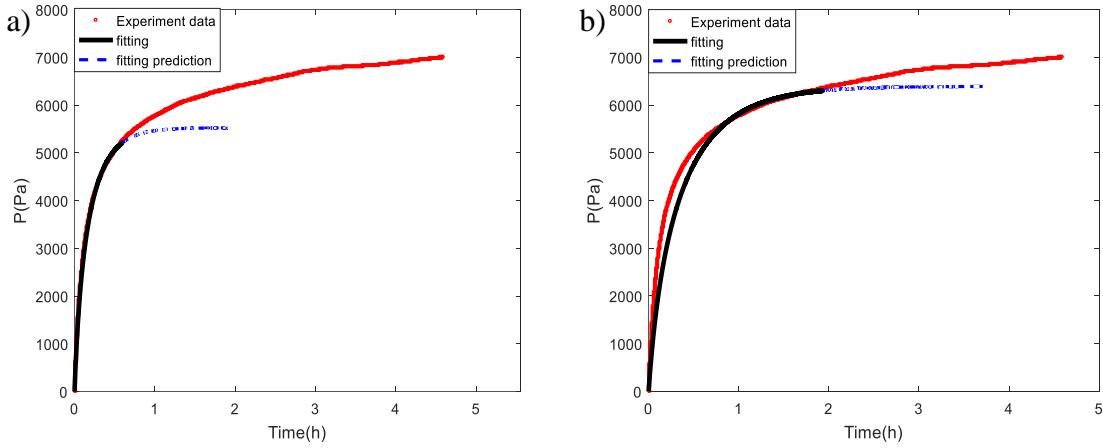 a)
8000
7000
6000
5000
4000
3000
2000
1000
0
P(Pa)
Experiment data
fitting
fitting prediction
0 1 2 3 4 5
Time(h)
b)
8000
7000
6000
5000
4000
3000
2000
1000
0
P(Pa)
Experiment data
fitting
fitting prediction
0 1 2 3 4 5
Time(h)